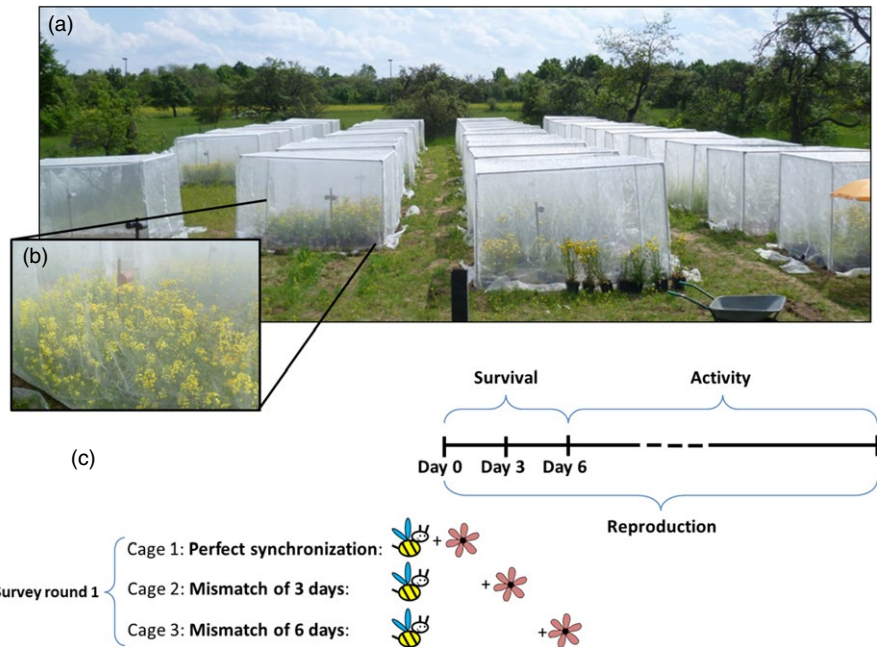 (a)
(b)
(c)
Survival Activity
Day 0 Day 3 Day 6
Reproduction
Survey round 1
Cage 1: Perfect synchronization: +
Cage 2: Mismatch of 3 days: +
Cage 3: Mismatch of 6 days: +